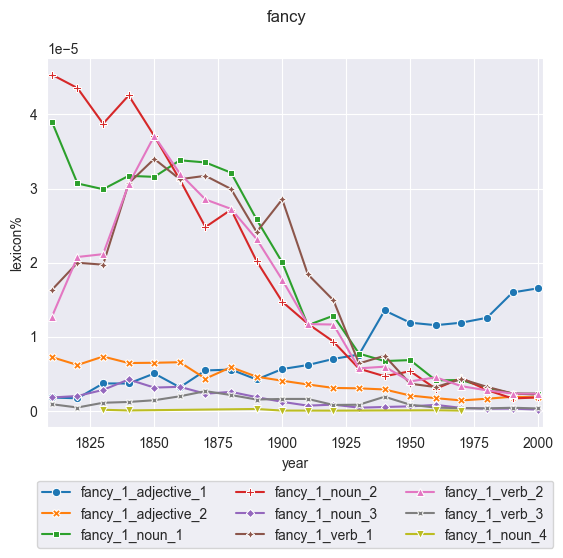 fancy
1e−5
4
3
2
1
0
lexicon%
1825 1850 1875 1900 1925 1950 1975 2000
year
fancy_1_adjective_1 fancy_1_noun_2 fancy_1_verb_2
fancy_1_adjective_2 fancy_1_noun_3 fancy_1_verb_3
fancy_1_noun_1 fancy_1_verb_1 fancy_1_noun_4